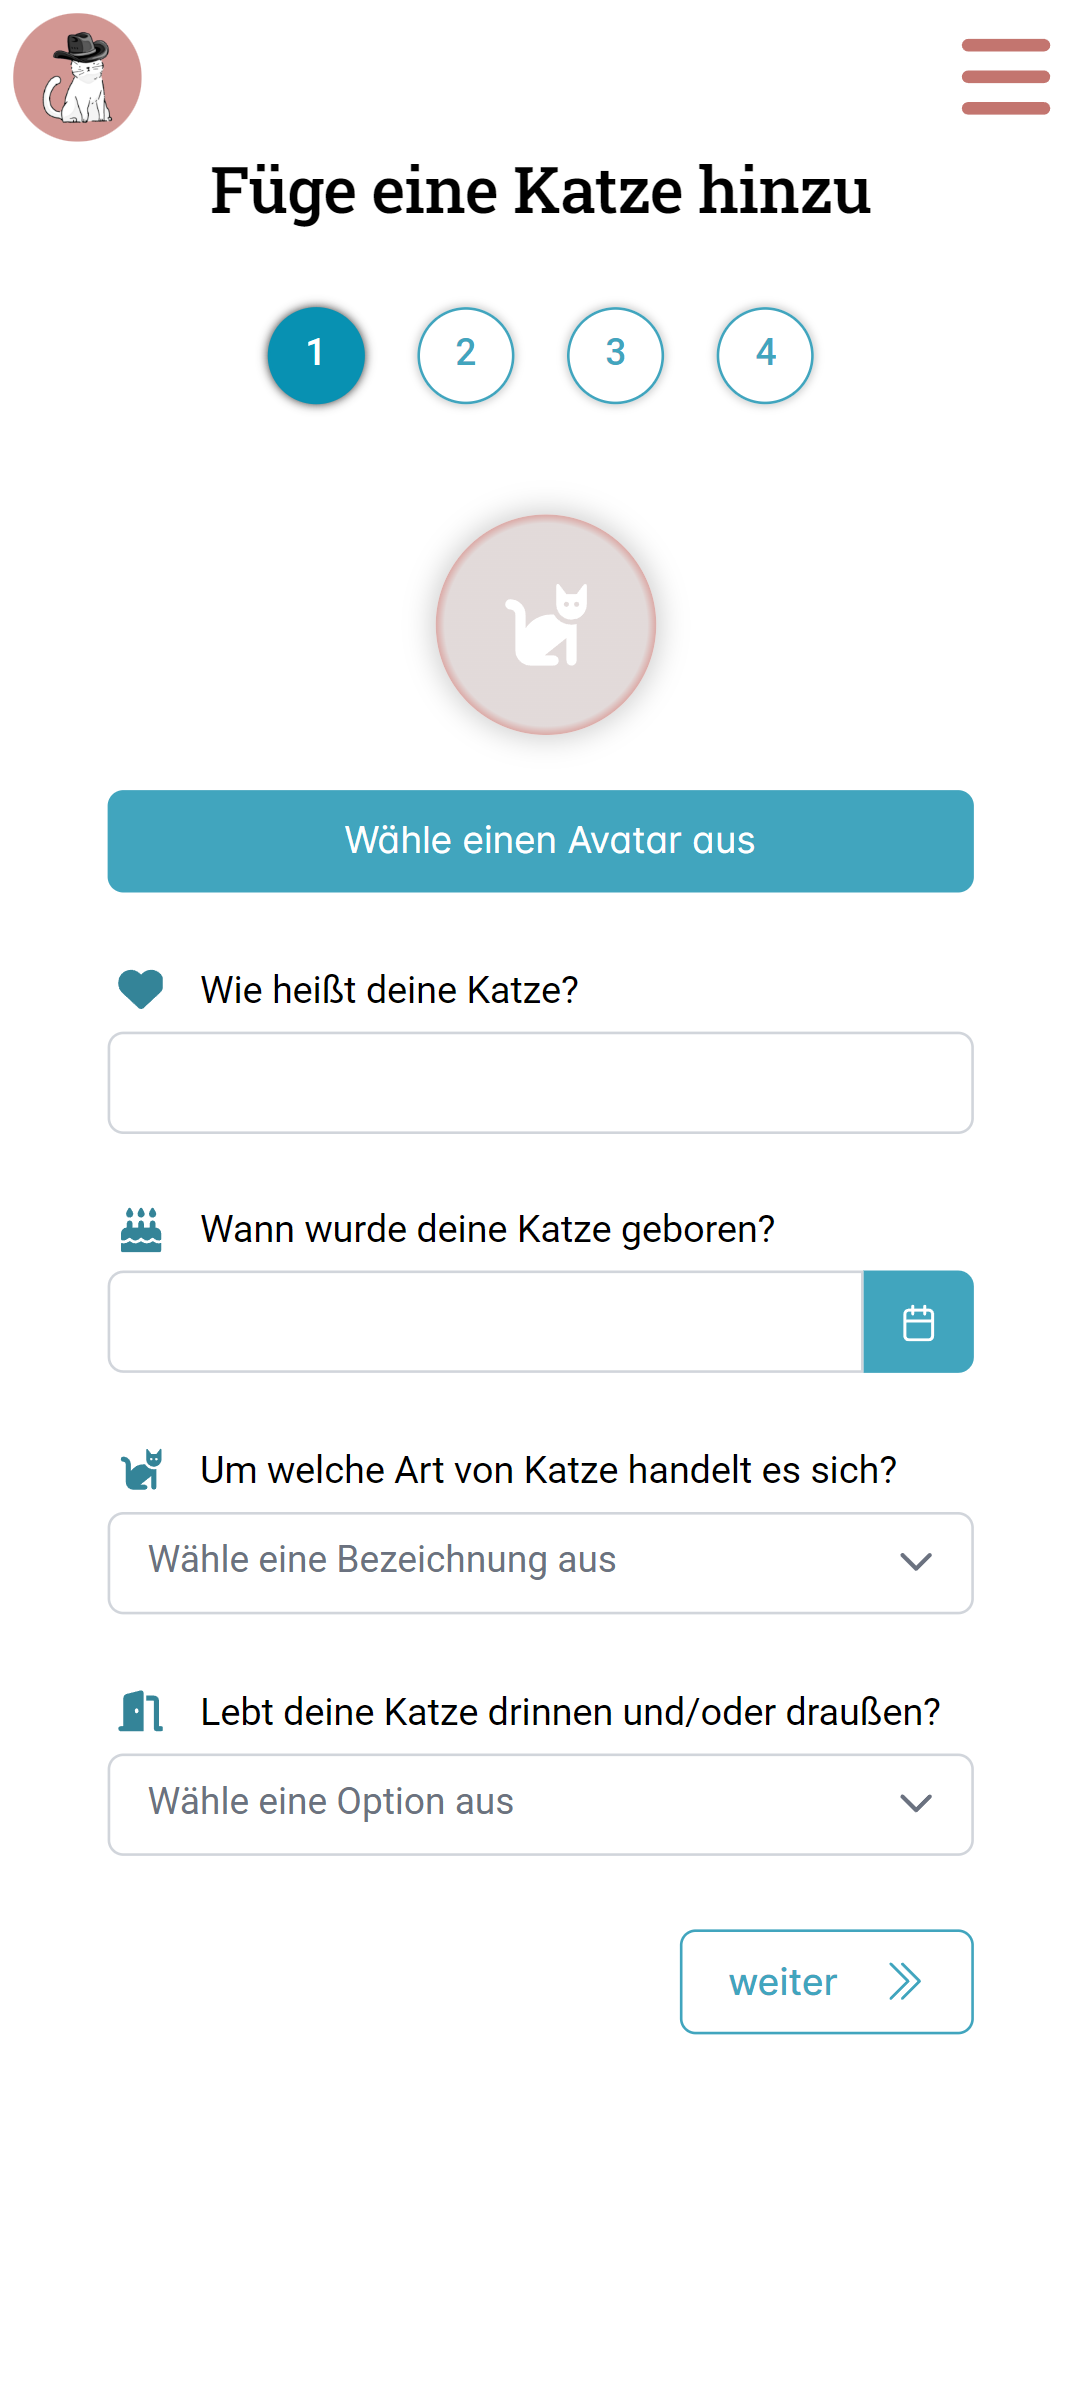 Füge eine Katze hinzu
1 2 3 4
Wähle einen Avatar aus
Wie heißt deine Katze?
Wann wurde deine Katze geboren?
Um welche Art von Katze handelt es sich?
Wähle eine Bezeichnung aus
Lebt deine Katze drinnen und/oder draußen?
Wähle eine Option aus
weiter